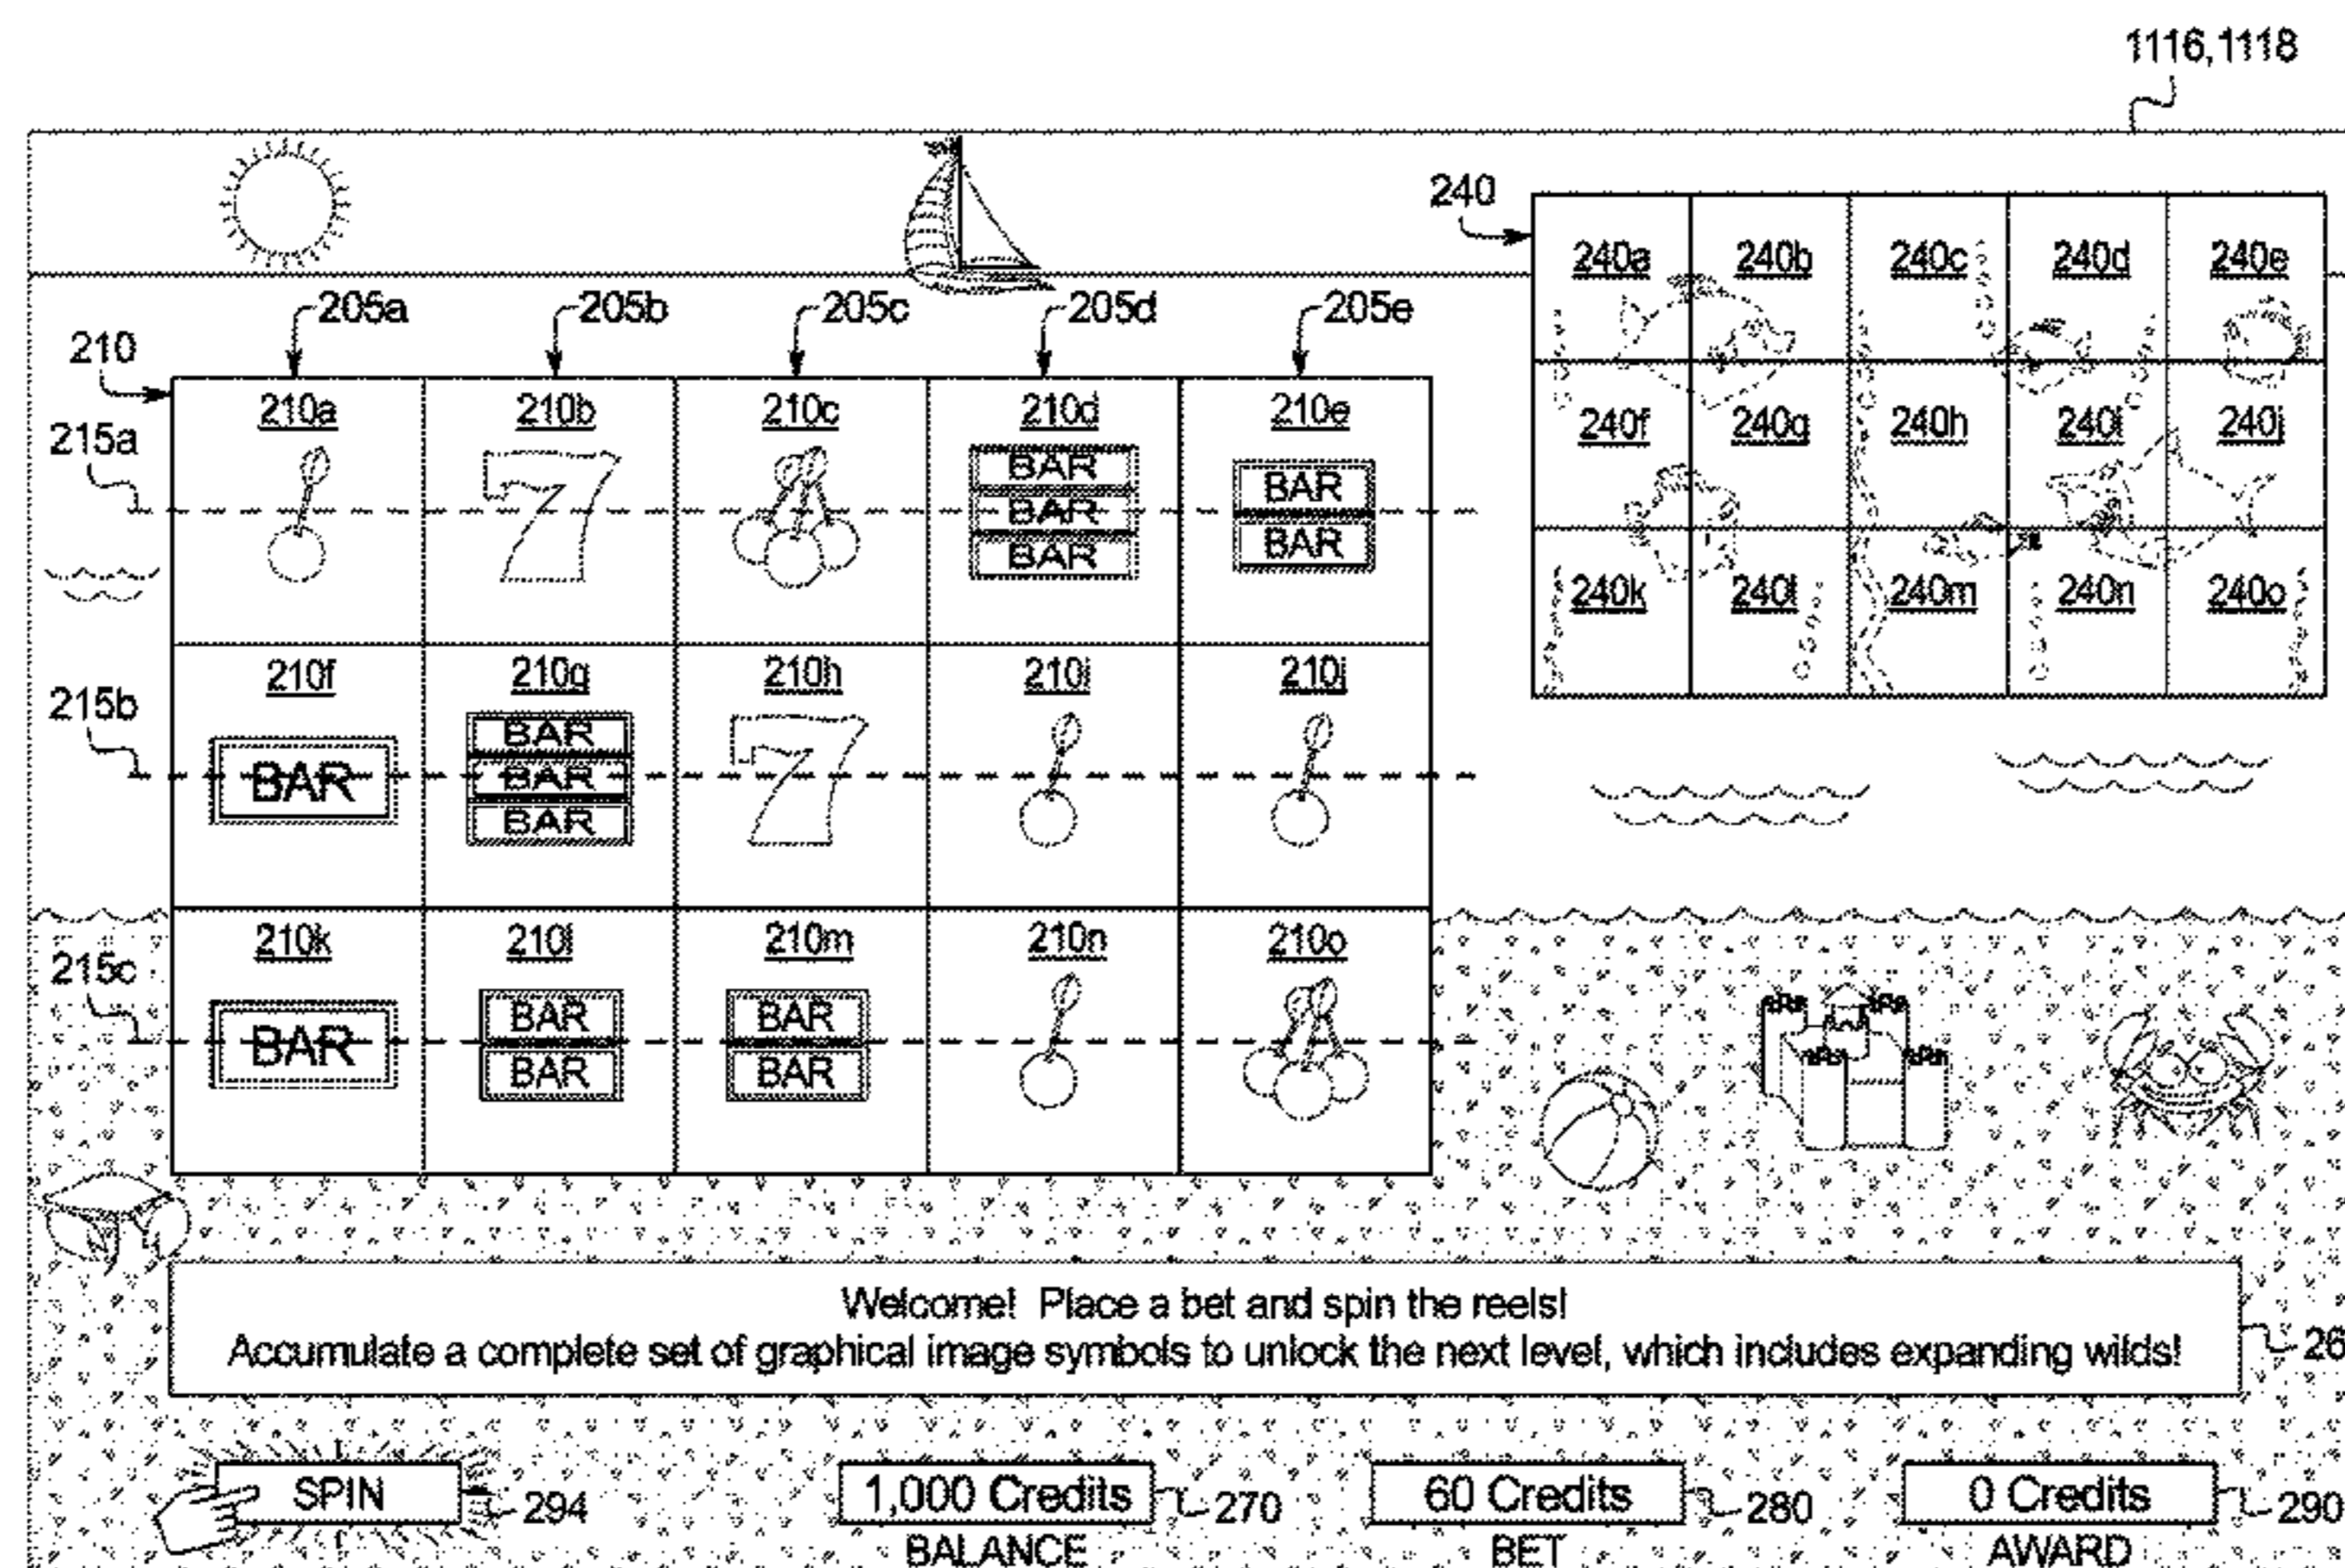 1116,1118
240
240a 240b 240c 240d 240e
205a 205b 205c 205d 205e
210
210a 210b 210c 210d 210e
240f 240g 240h 240i 240j
215a
BAR
BAR
BAR
BAR
BAR
240k 240l 240m 240n 240o
210f 210g 210h 210i 210j
215b
BAR
BAR
BAR
BAR
210k 210l 210m 210n 210o
215c
BAR
BAR
BAR
BAR
BAR
Welcome! Place a bet and spin the reels!
Accumulate a complete set of graphical image symbols to unlock the next level, which includes expanding wilds!
26
SPIN 294 1,000 Credits 270 60 Credits 280 0 Credits 290
BALANCE BET AWARD